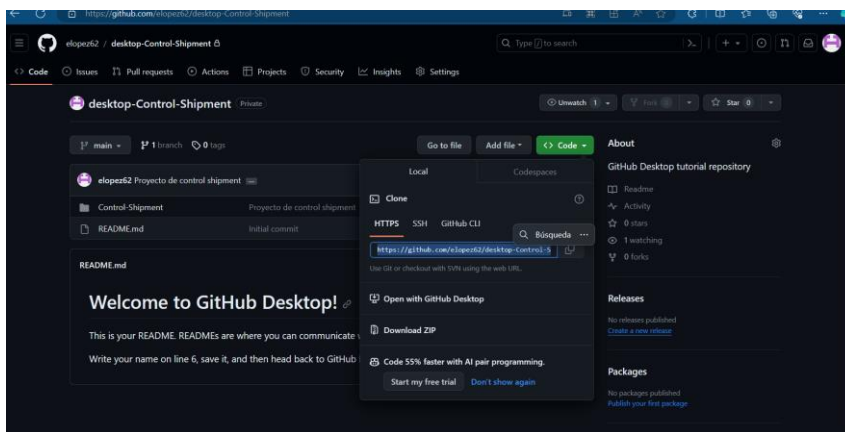 https://github.com/elopez62/desktop-Control-Shipment
elopez62 / desktop-Control-Shipment
Type / to search
Code Issues Pull requests Actions Projects Security Insights Settings
desktop-Control-Shipment Private
Unwatch 1 Fork 0 Star 0
main 1 branch 0 tags
Go to file Add file Code
elopez62 Proyecto de control shipment
Control-Shipment Proyecto de control shipment
README.md Initial commit
README.md
Welcome to GitHub Desktop!
This is your README. READMEs are where you can communicate
Write your name on line 6, save it, and then head back to GitHub
Local Codespaces
Clone
HTTPS SSH GitHub CLI
Búsqueda
https://github.com/elopez62/desktop-Control-S
Use Git or checkout with SVN using the web URL.
Open with GitHub Desktop
Download ZIP
Code 55% faster with AI pair programming.
Start my free trial Don't show again
About
GitHub Desktop tutorial repository
Readme
Activity
0 stars
1 watching
0 forks
Releases
No releases published
Create a new release
Packages
No packages published
Publish your first package